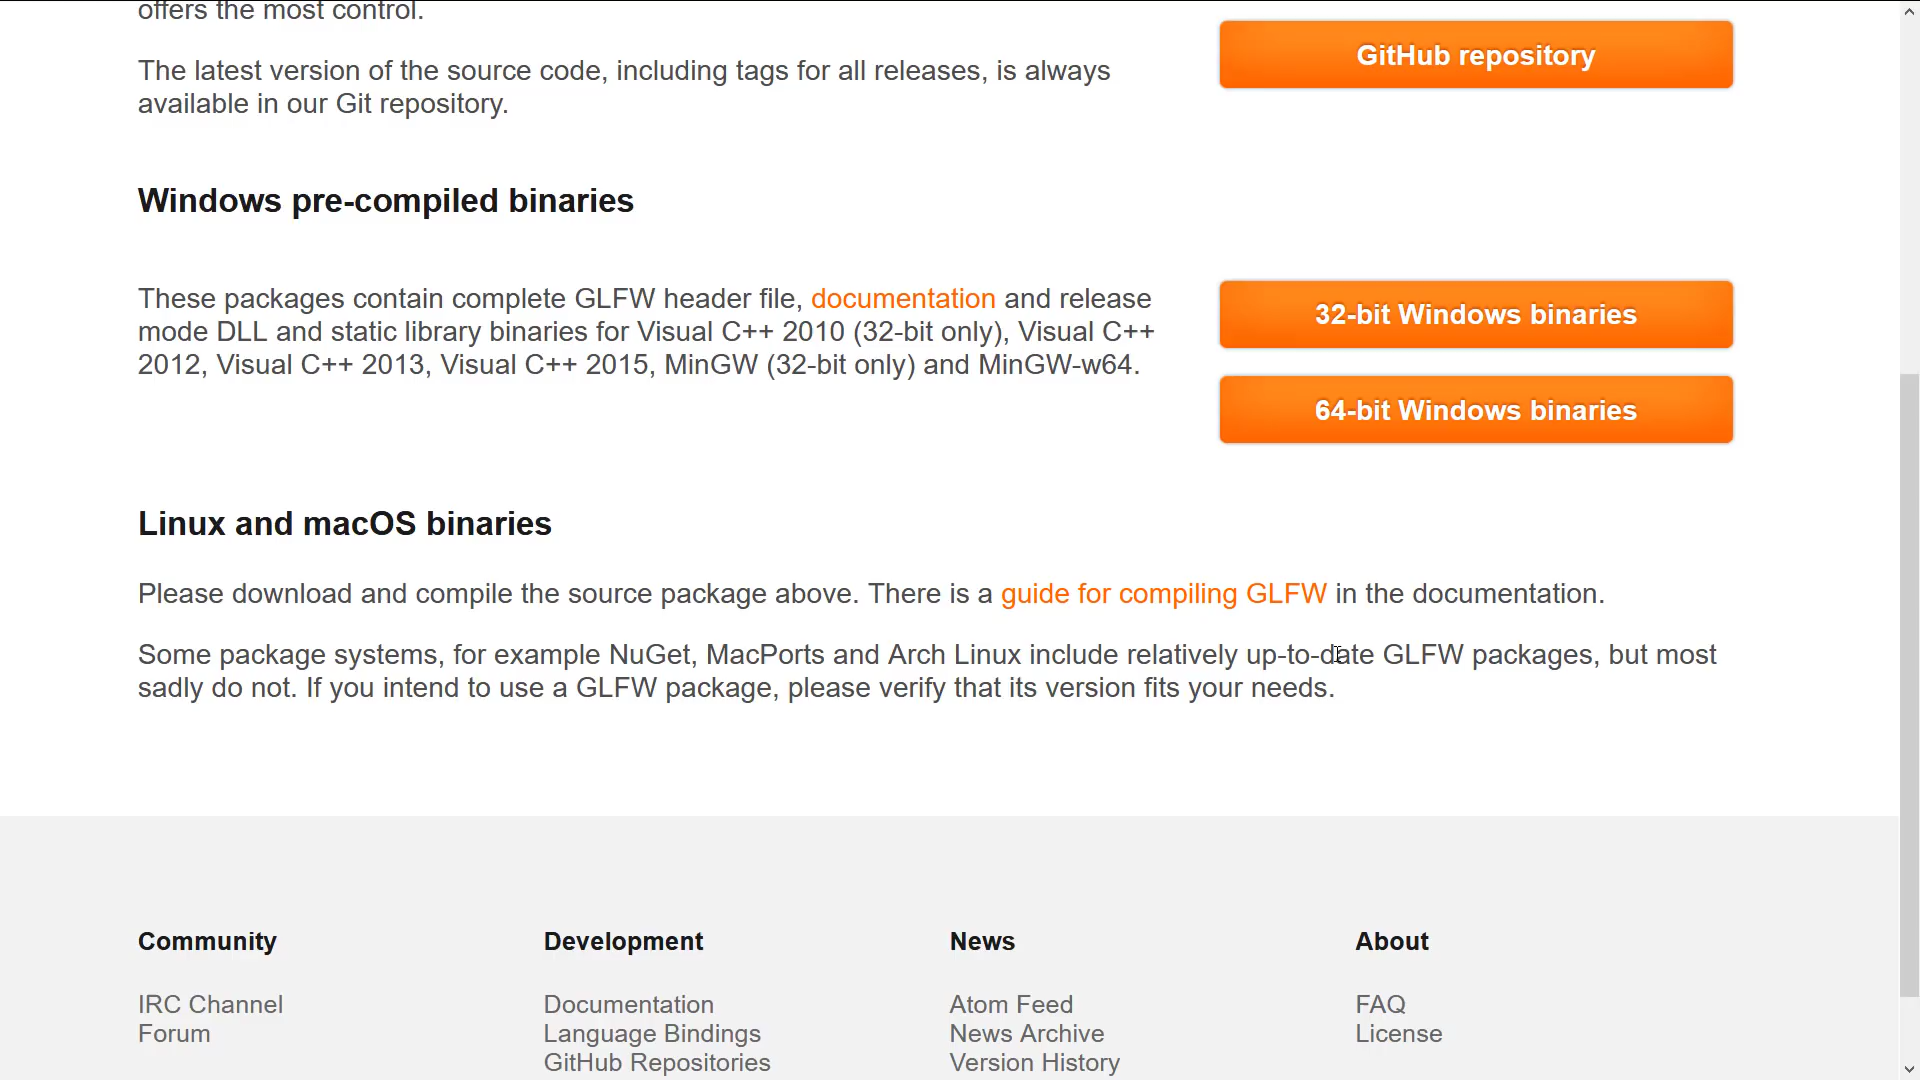 offers the most control.
GitHub repository
The latest version of the source code, including tags for all releases, is always
available in our Git repository.
Windows pre-compiled binaries
These packages contain complete GLFW header file, documentation and release
mode DLL and static library binaries for Visual C++ 2010 (32-bit only), Visual C++
2012, Visual C++ 2013, Visual C++ 2015, MinGW (32-bit only) and MinGW-w64.
32-bit Windows binaries
64-bit Windows binaries
Linux and macOS binaries
Please download and compile the source package above. There is a guide for compiling GLFW in the documentation.
Some package systems, for example NuGet, MacPorts and Arch Linux include relatively up-to-date GLFW packages, but most
sadly do not. If you intend to use a GLFW package, please verify that its version fits your needs.
Community
IRC Channel
Forum
Development
Documentation
Language Bindings
GitHub Repositories
News
Atom Feed
News Archive
Version History
About
FAQ
License